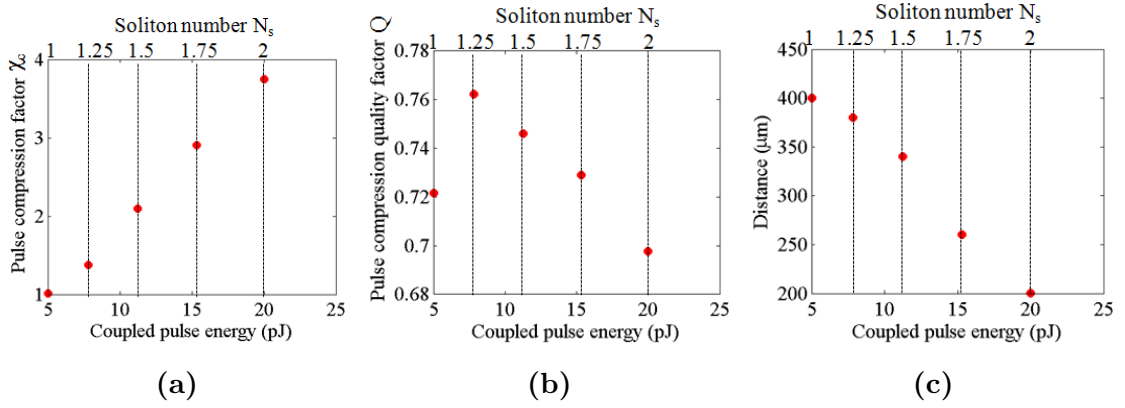 Soliton number Ns
1 1.25 1.5 1.75 2
Pulse compression factor χc
4
3
2
1
5 10 15 20 25
Coupled pulse energy (pJ)
(a)
Soliton number Ns
1 1.25 1.5 1.75 2
Pulse compression quality factor Q
0.78
0.76
0.74
0.72
0.7
0.68
5 10 15 20 25
Coupled pulse energy (pJ)
(b)
Soliton number Ns
1 1.25 1.5 1.75 2
Distance (μm)
450
400
350
300
250
200
5 10 15 20 25
Coupled pulse energy (pJ)
(c)